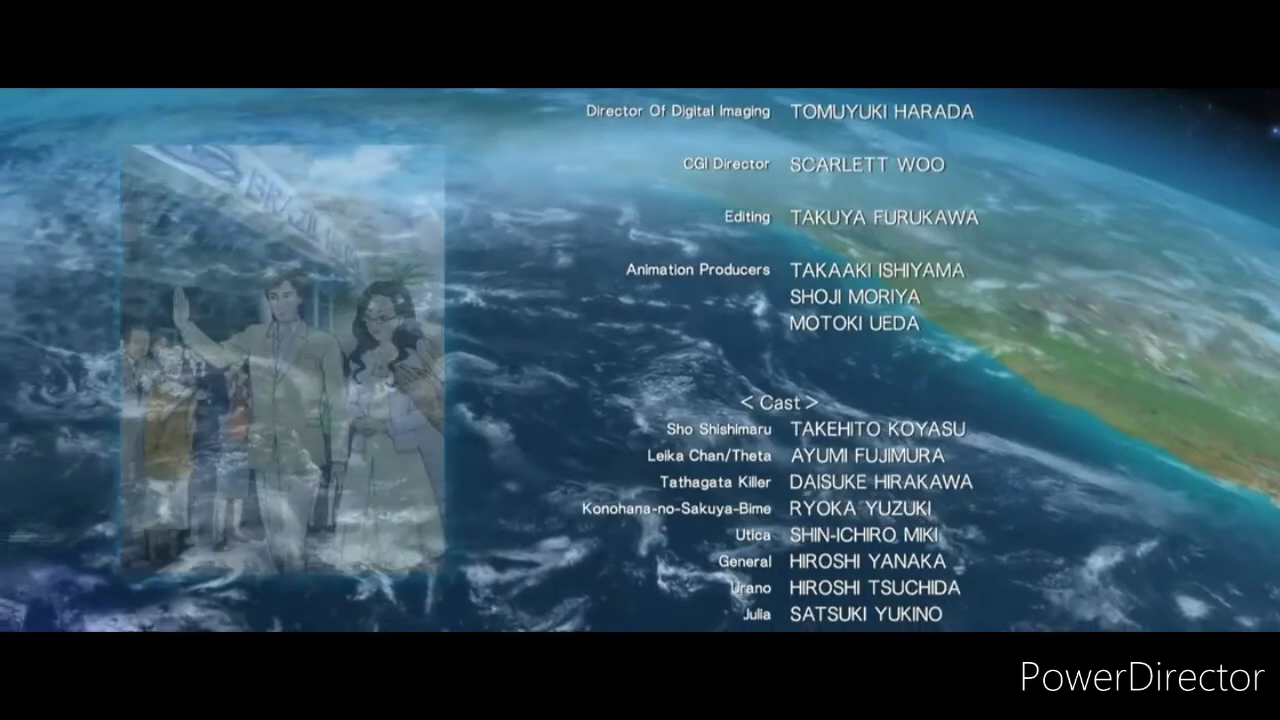 Director Of Digital Imaging TOMUYUKI HARADA
CGI Director SCARLETT WOO
Editing TAKUYA FURUKAWA
Animation Producers TAKAAKI ISHIYAMA
SHOJI MORIYA
MOTOKI UEDA
< Cast >
Sho Shishimaru TAKEHITO KOYASU
Leika Chan/Theta AYUMI FUJIMURA
Tathagata Killer DAISUKE HIRAKAWA
Konohana-no-Sakuya-Bime RYOKA YUZUKI
Utica SHIN-ICHIRO MIKI
General HIROSHI YANAKA
Urano HIROSHI TSUCHIDA
Julia SATSUKI YUKINO
PowerDirector